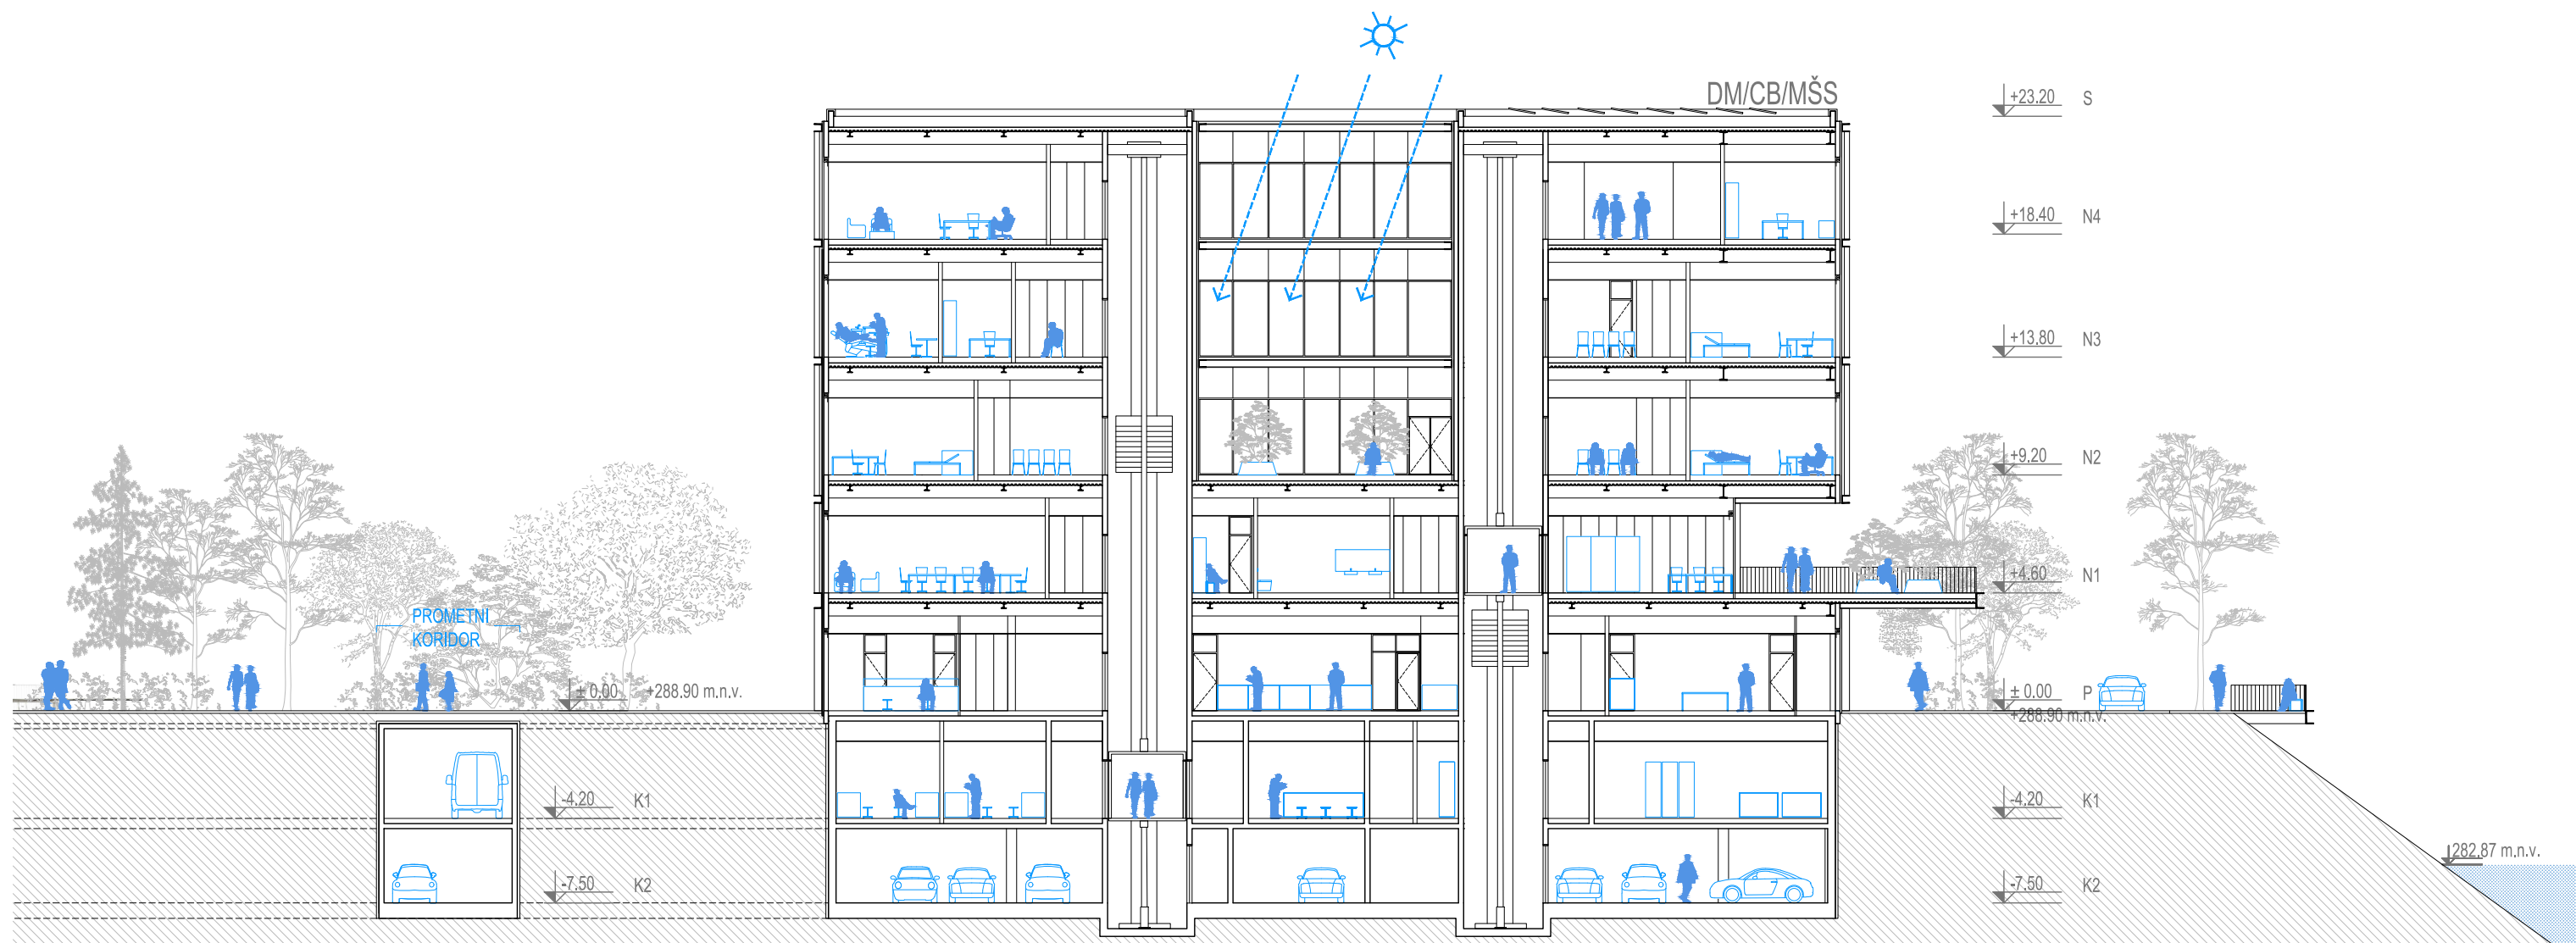 DM/CB/MŠS
+23.20 S
+18.40 N4
+13.80 N3
+9.20 N2
+4.60 N1
PROMETNI
KORIDOR
± 0.00 +288.90 m.n.v.
± 0.00 P
+288.90 m.n.v.
-4.20 K1
-4.20 K1
282.87 m.n.v.
-7.50 K2
-7.50 K2